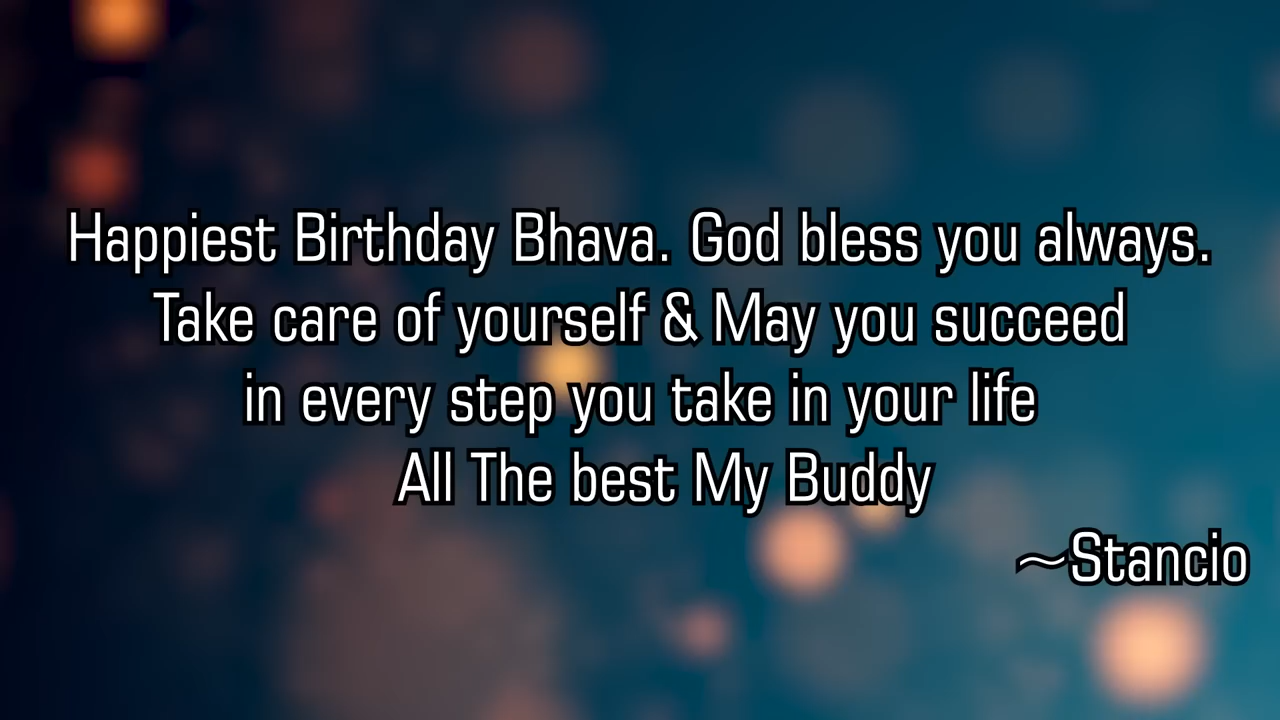 Happiest Birthday Bhava. God bless you always.
Take care of yourself & May you succeed
in every step you take in your life
All The best My Buddy
~Stancio